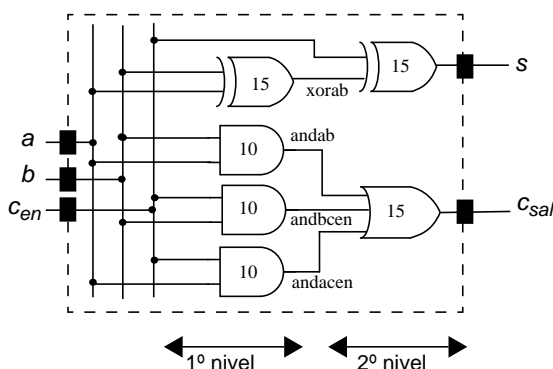 15
15
s
xorab
a
10
andab
b
10
15
c_en
andbcen
c_sal
10
andacen
1º nivel
2º nivel